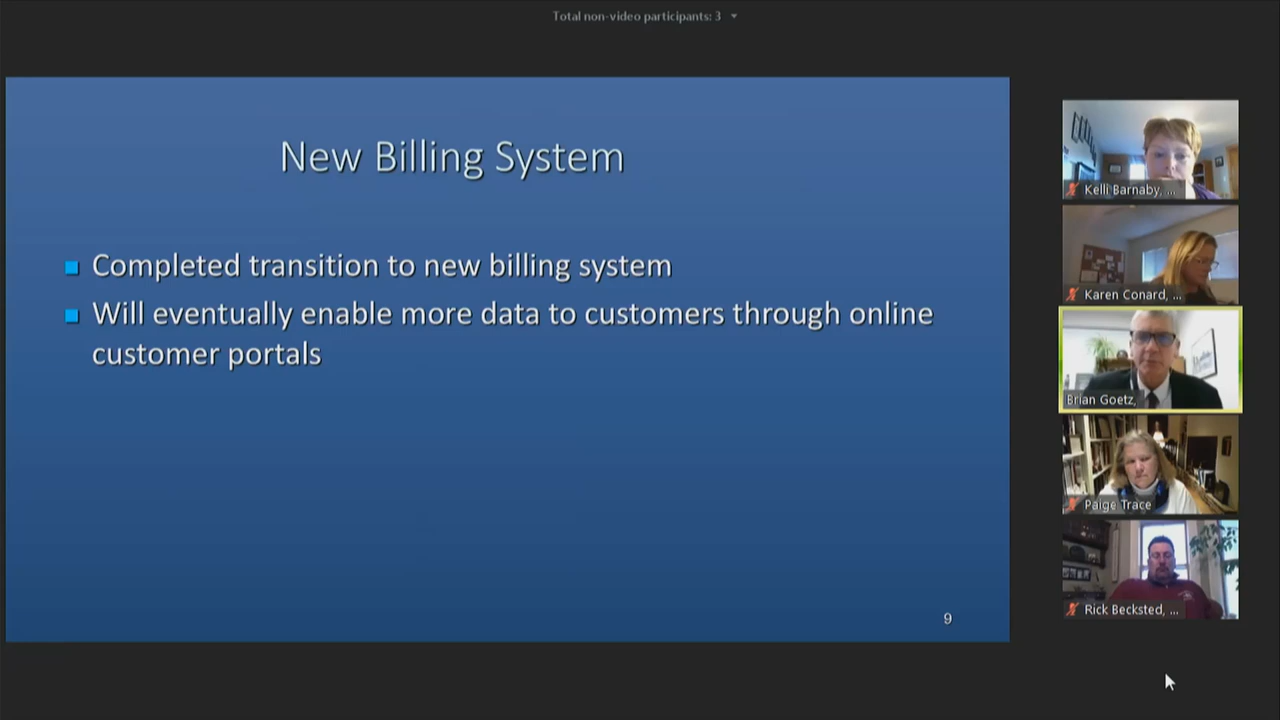 Total non-video participants: 3
New Billing System
Completed transition to new billing system
Will eventually enable more data to customers through online
customer portals
9
Kelli Barnaby, ...
Karen Conard, ...
Brian Goetz,
Paige Trace
Rick Becksted, ...